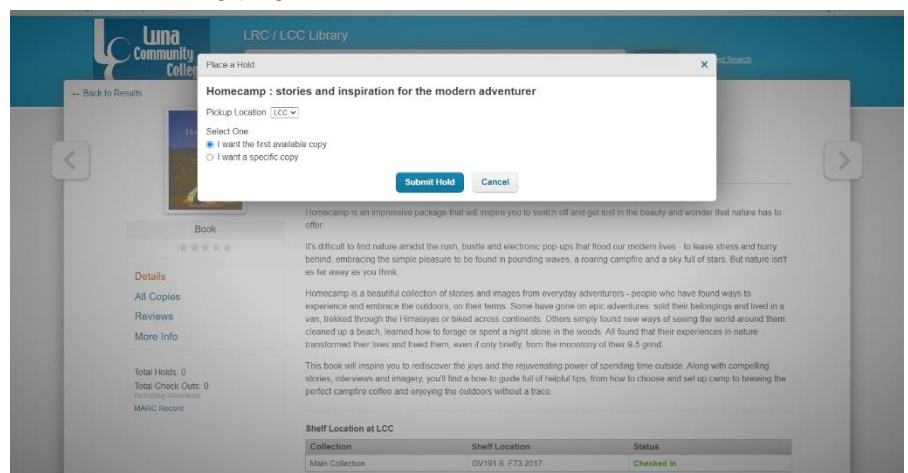 Luna
Community
LRC / LCC Library
Place a Hold
×
← Back to Results
Homecamp : stories and inspiration for the modern adventurer
Pickup Location LCC
Select One
I want the first available copy
I want a specific copy
Submit Hold Cancel
Book
Homecamp is an impressive package that will inspire you to switch off and get lost in the beauty and wonder that nature has to
offer.
It's difficult to find nature amidst the rush, bustle and electronic pop-ups that flood our modern lives - to leave stress and hurry
behind, embracing the simple pleasure to be found in pounding waves, a roaring campfire and a sky full of stars. But nature isn't
as far away as you think.
Details
All Copies
Reviews
More Info
Homecamp is a beautiful collection of stories and images from everyday adventurers - people who have found ways to
experience and embrace the outdoors, on their terms. Some have gone on epic adventures: sold their belongings and lived in a
van, trekked through the Himalayas or biked across continents. Others simply found new ways of seeing the world around them:
cleaned up a beach, learned how to forage or spent a night alone in the woods. All found that their experiences in nature
transformed their lives and freed them, even if only briefly, from the monotony of their 9-5 grind.
Total Holds: 0
Total Check Outs: 0
Including Renewals
MARC Record
This book will inspire you to rediscover the joys and the rejuvenating power of spending time outside. Along with compelling
stories, interviews and imagery, you'll find a how-to guide full of helpful tips, from how to choose and set up camp to brewing the
perfect campfire coffee and enjoying the outdoors without a trace.
Shelf Location at LCC
Collection Shelf Location Status
Main Collection GV191.6 .F73 2017 Checked In